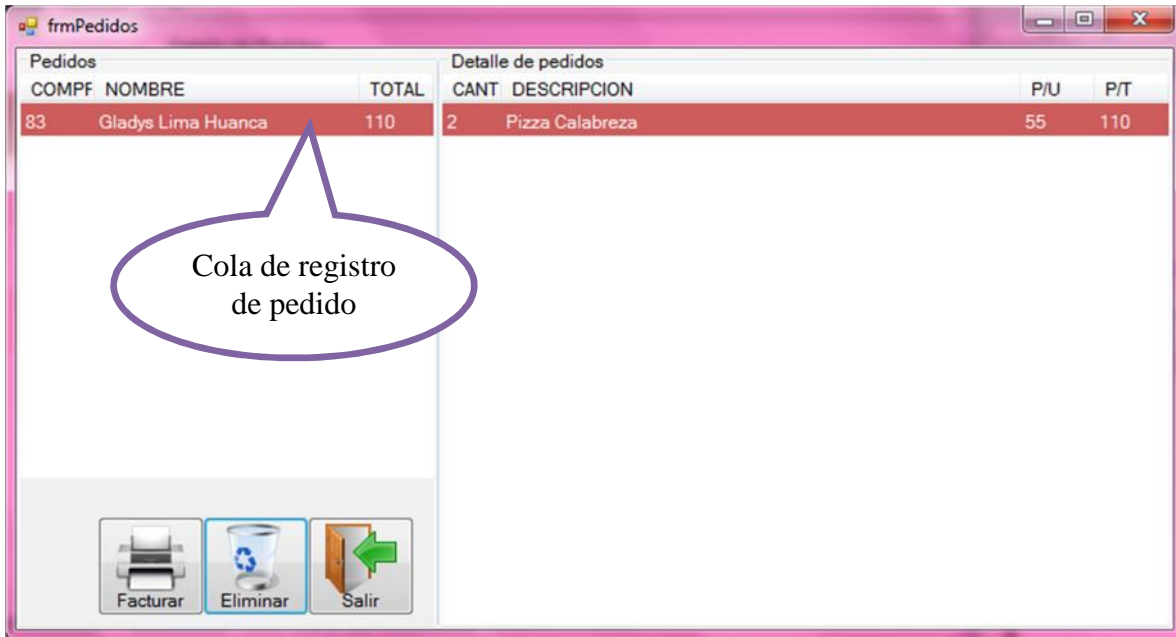 frmPedidos
Pedidos
COMPF NOMBRE TOTAL
83 Gladys Lima Huanca 110
Detalle de pedidos
CANT DESCRIPCION P/U P/T
2 Pizza Calabreza 55 110
Cola de registro
de pedido
Facturar Eliminar Salir